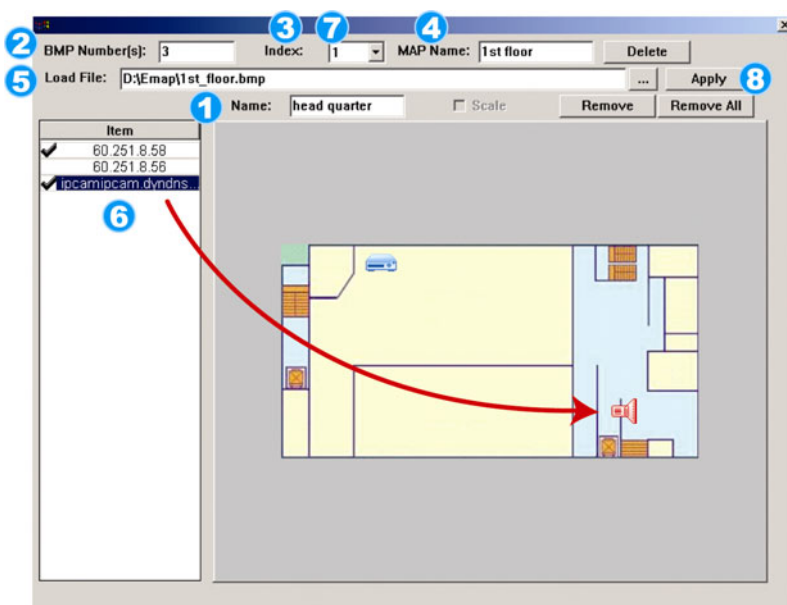 3 7 4
2 BMP Number[s]: 3 Index: 1 MAP Name: 1st floor Delete
5 Load File: D:\Emap\1st_floor.bmp ... Apply 8
1 Name: head quarter Scale Remove Remove All
Item
60.251.8.58
60.251.8.56
ipcamipcam.dyndns...
6